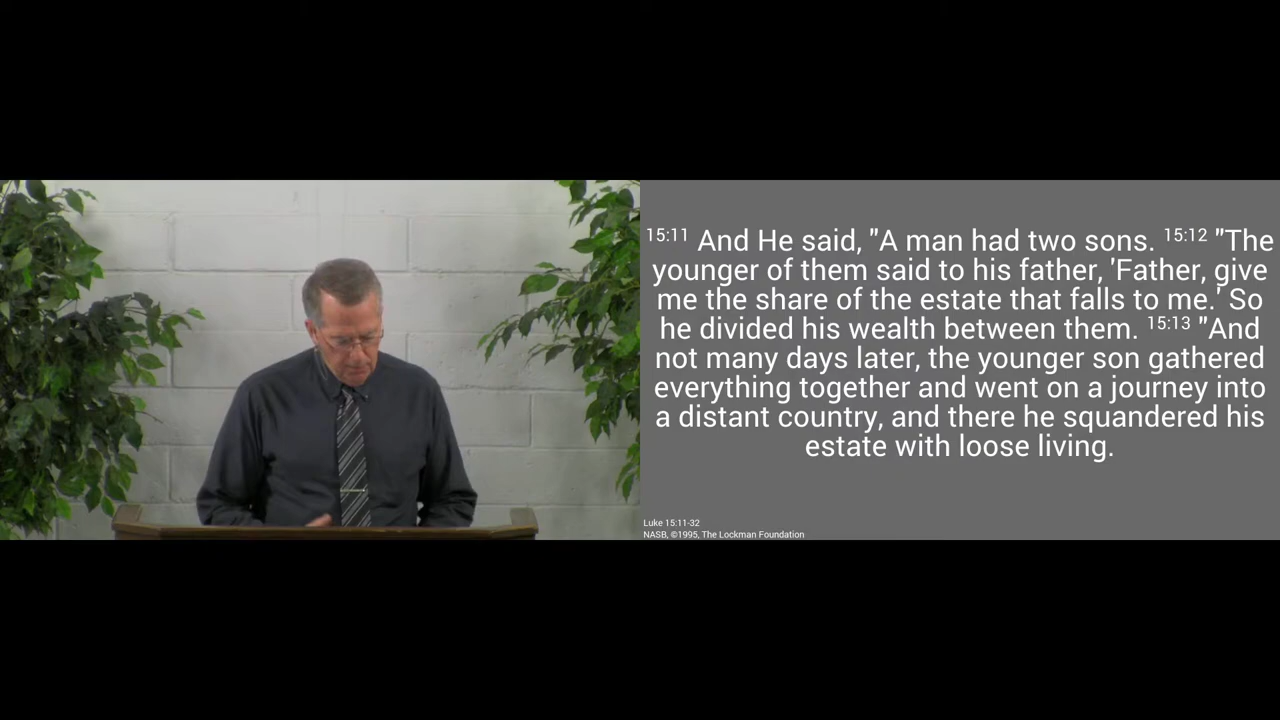 15:11 And He said, "A man had two sons. 15:12 "The
younger of them said to his father, 'Father, give
me the share of the estate that falls to me.' So
he divided his wealth between them. 15:13 "And
not many days later, the younger son gathered
everything together and went on a journey into
a distant country, and there he squandered his
estate with loose living.
Luke 15:11-32
NASB, ©1995, The Lockman Foundation